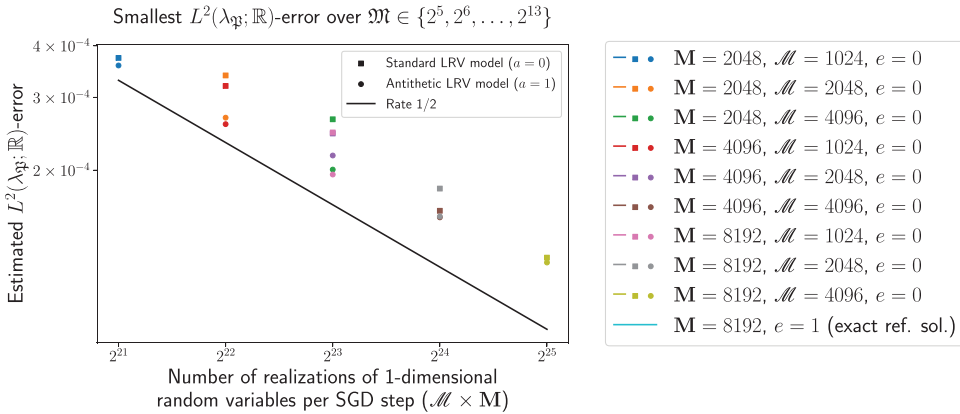 Smallest L²(λ_𝔓; ℝ)-error over 𝔐 ∈ {2⁵, 2⁶, …, 2¹³}
Estimated L²(λ_𝔓; ℝ)-error
4 × 10⁻⁴
3 × 10⁻⁴
2 × 10⁻⁴
Standard LRV model (a = 0)
Antithetic LRV model (a = 1)
Rate 1/2
2²¹
2²²
2²³
2²⁴
2²⁵
Number of realizations of 1-dimensional
random variables per SGD step (ℳ × 𝐌)
𝐌 = 2048, ℳ = 1024, e = 0
𝐌 = 2048, ℳ = 2048, e = 0
𝐌 = 2048, ℳ = 4096, e = 0
𝐌 = 4096, ℳ = 1024, e = 0
𝐌 = 4096, ℳ = 2048, e = 0
𝐌 = 4096, ℳ = 4096, e = 0
𝐌 = 8192, ℳ = 1024, e = 0
𝐌 = 8192, ℳ = 2048, e = 0
𝐌 = 8192, ℳ = 4096, e = 0
𝐌 = 8192, e = 1 (exact ref. sol.)